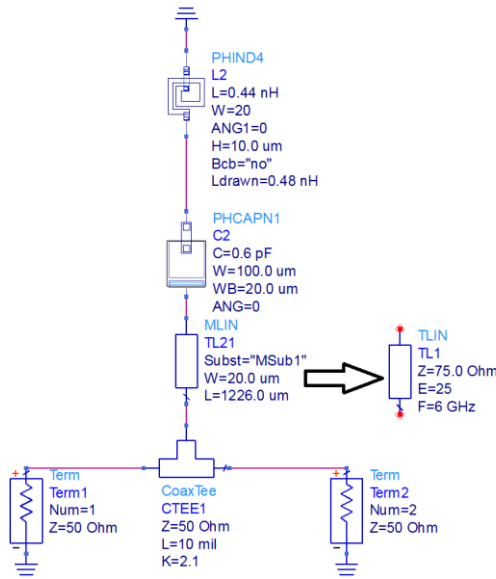 PHIND4
L2
L=0.44 nH
W=20
ANG1=0
H=10.0 um
Bcb="no"
Ldrawn=0.48 nH
PHCAPN1
C2
C=0.6 pF
W=100.0 um
WB=20.0 um
ANG=0
MLIN
TL21
Subst="MSub1"
W=20.0 um
L=1226.0 um
TLIN
TL1
Z=75.0 Ohm
E=25
F=6 GHz
+
Term
Term1
Num=1
Z=50 Ohm
-
CoaxTee
CTEE1
Z=50 Ohm
L=10 mil
K=2.1
+
Term
Term2
Num=2
Z=50 Ohm
-